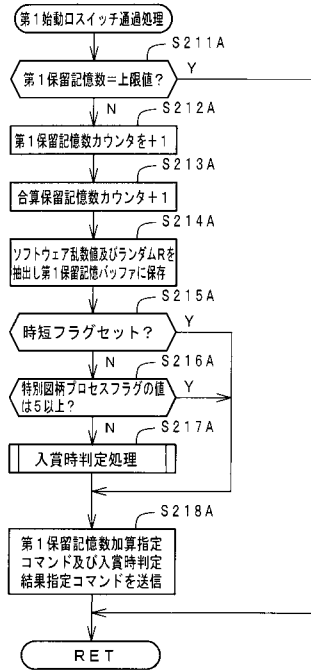 第1始動口スイッチ通過処理
S211A
第1保留記憶数=上限値?
Y
N
S212A
第1保留記憶数カウンタを+1
S213A
合算保留記憶数カウンタ+1
S214A
ソフトウェア乱数値及びランダムRを
抽出し第1保留記憶バッファに保存
S215A
時短フラグセット?
Y
N
S216A
特別図柄プロセスフラグの値
は5以上?
Y
N
S217A
入賞時判定処理
S218A
第1保留記憶数加算指定
コマンド及び入賞時判定
結果指定コマンドを送信
RET